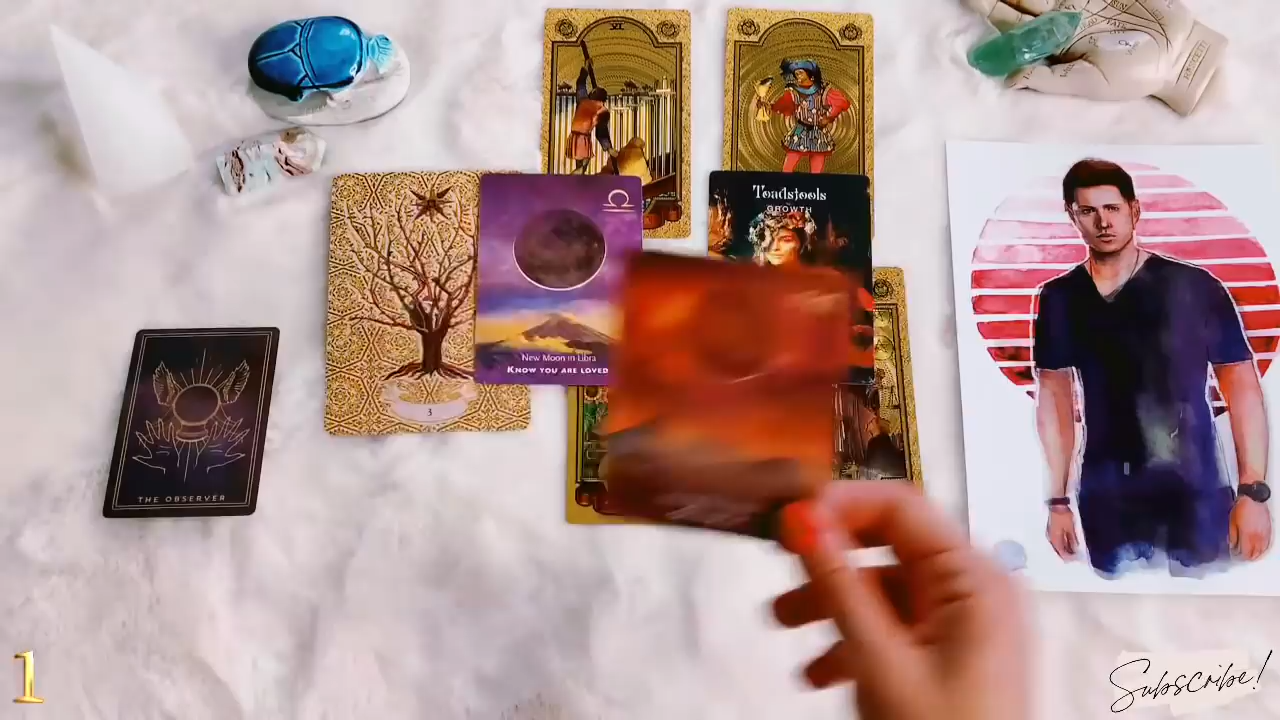 VI
Toadstools
GROWTH
New Moon in Libra
KNOW YOU ARE LOVED
3
THE OBSERVER
1
Subscribe!